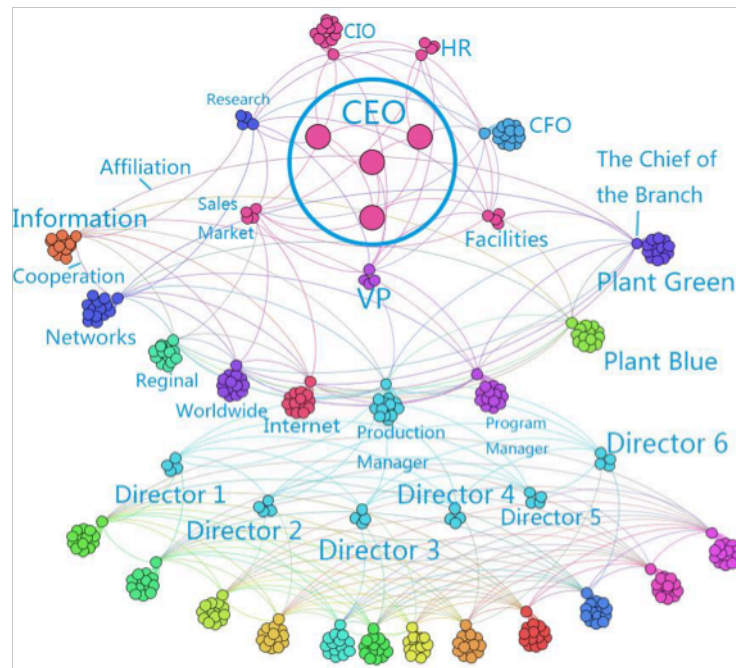 CIO
HR
Research
CEO
CFO
Affiliation
The Chief of
the Branch
Information
Sales
Market
Facilities
Cooperation
VP
Plant Green
Networks
Reginal
Plant Blue
Worldwide
Internet
Production
Manager
Program
Manager
Director 6
Director 1
Director 2
Director 3
Director 4
Director 5